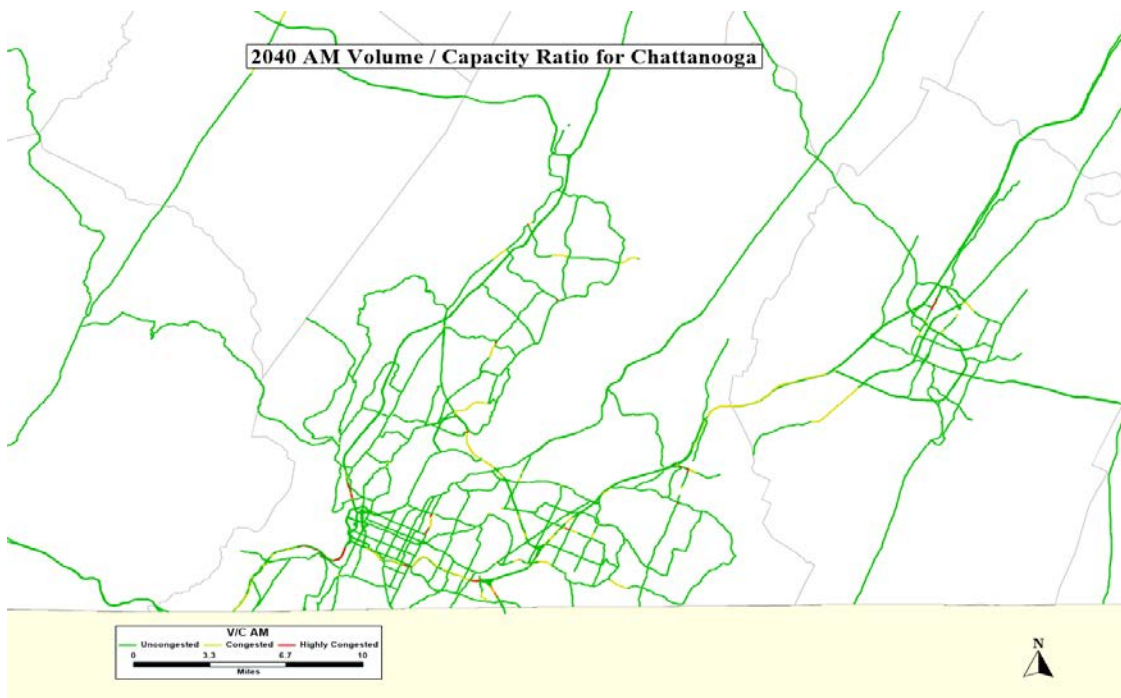 2040 AM Volume / Capacity Ratio for Chattanooga
V/C AM
Uncongested Congested Highly Congested
0 3.3 6.7 10
Miles
N